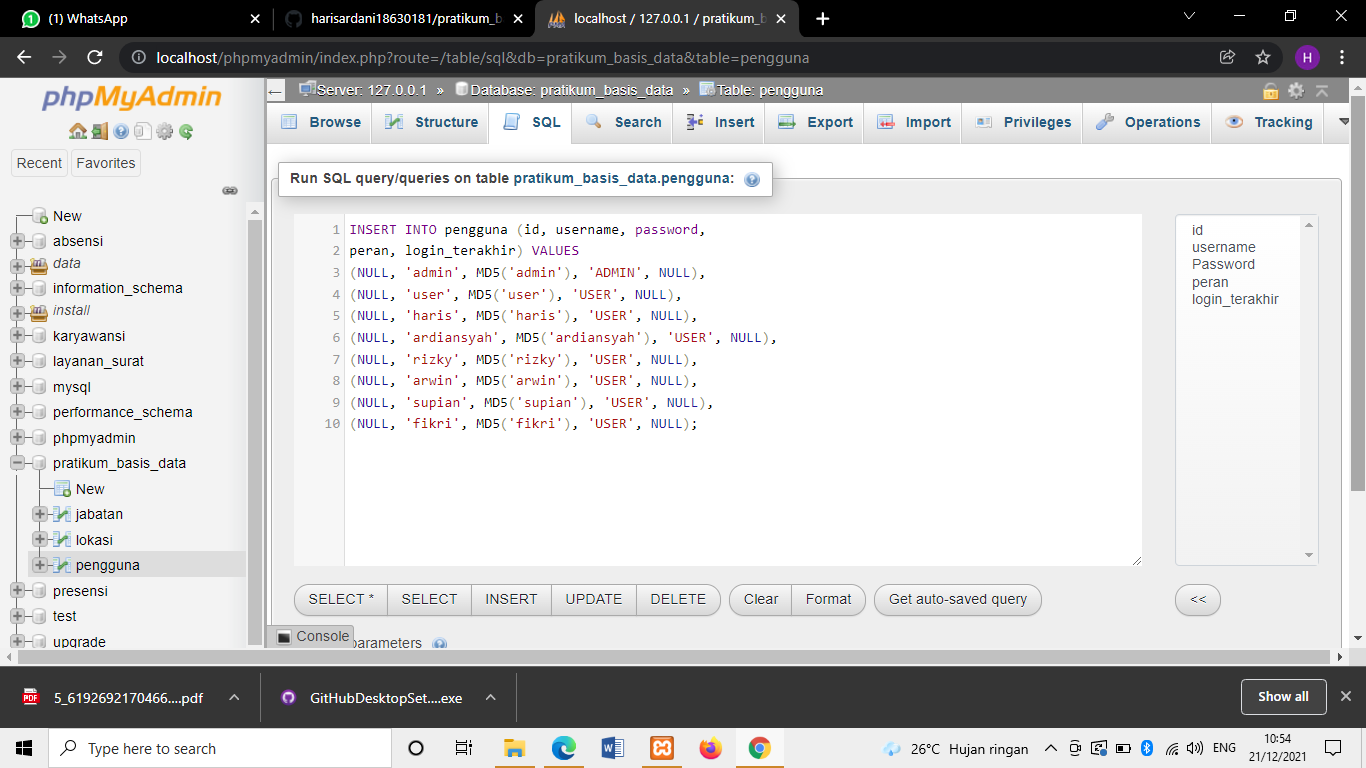 (1) WhatsApp
harisardani18630181/pratikum_b
localhost / 127.0.0.1 / pratikum_b
localhost/phpmyadmin/index.php?route=/table/sql&db=pratikum_basis_data&table=pengguna
H
phpMyAdmin
Recent
Favorites
New
absensi
data
information_schema
install
karyawansi
layanan_surat
mysql
performance_schema
phpmyadmin
pratikum_basis_data
New
jabatan
lokasi
pengguna
presensi
test
upgrade
Server: 127.0.0.1 » Database: pratikum_basis_data » Table: pengguna
Browse
Structure
SQL
Search
Insert
Export
Import
Privileges
Operations
Tracking
Run SQL query/queries on table pratikum_basis_data.pengguna:
1 INSERT INTO pengguna (id, username, password,
2 peran, login_terakhir) VALUES
3 (NULL, 'admin', MD5('admin'), 'ADMIN', NULL),
4 (NULL, 'user', MD5('user'), 'USER', NULL),
5 (NULL, 'haris', MD5('haris'), 'USER', NULL),
6 (NULL, 'ardiansyah', MD5('ardiansyah'), 'USER', NULL),
7 (NULL, 'rizky', MD5('rizky'), 'USER', NULL),
8 (NULL, 'arwin', MD5('arwin'), 'USER', NULL),
9 (NULL, 'supian', MD5('supian'), 'USER', NULL),
10 (NULL, 'fikri', MD5('fikri'), 'USER', NULL);
id
username
Password
peran
login_terakhir
SELECT *
SELECT
INSERT
UPDATE
DELETE
Clear
Format
Get auto-saved query
<<
Console
parameters
5_6192692170466....pdf
GitHubDesktopSet....exe
Show all
Type here to search
26°C Hujan ringan
ENG
10:54
21/12/2021